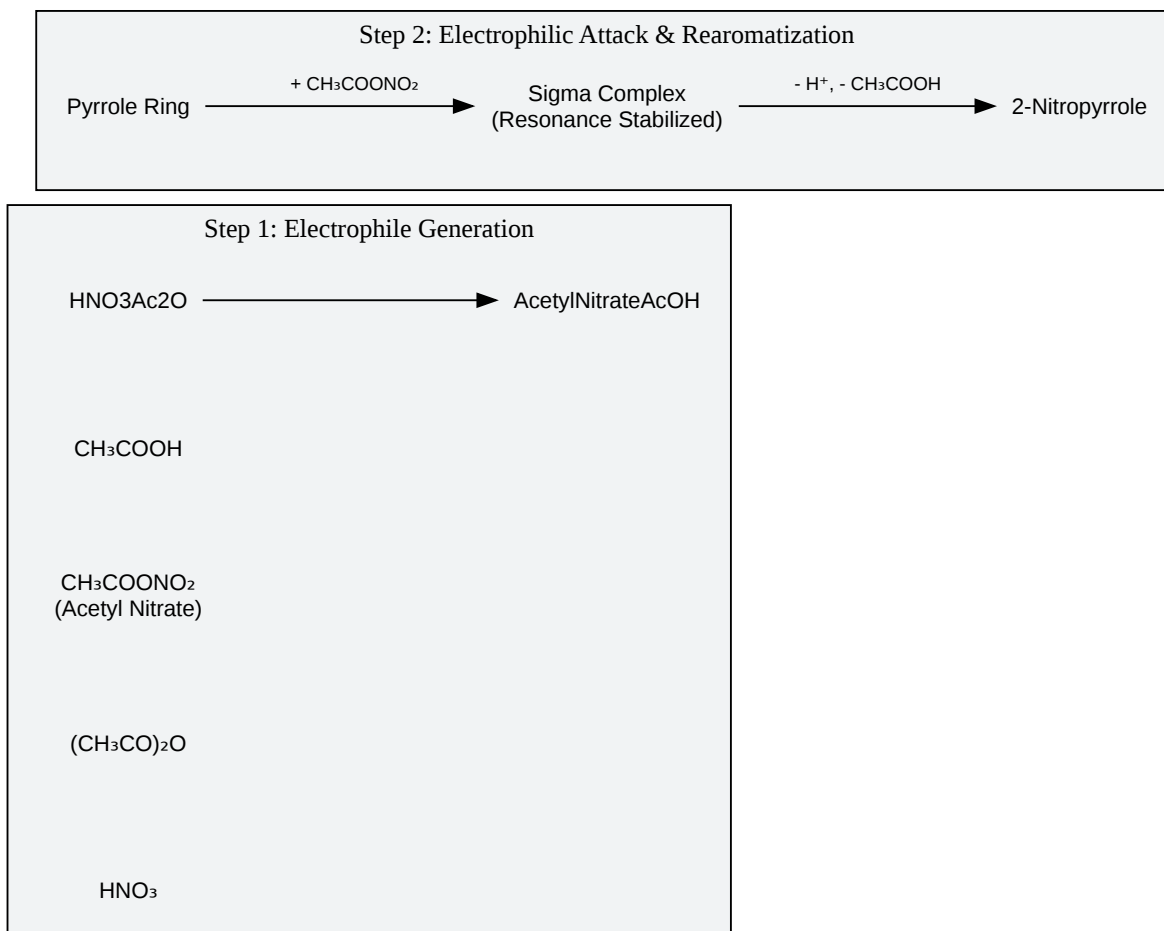 Step 2: Electrophilic Attack & Rearomatization
Pyrrole Ring
+ CH₃COONO₂
Sigma Complex
(Resonance Stabilized)
- H⁺, - CH₃COOH
2-Nitropyrrole
Step 1: Electrophile Generation
HNO3Ac2O
AcetylNitrateAcOH
CH₃COOH
CH₃COONO₂
(Acetyl Nitrate)
(CH₃CO)₂O
HNO₃